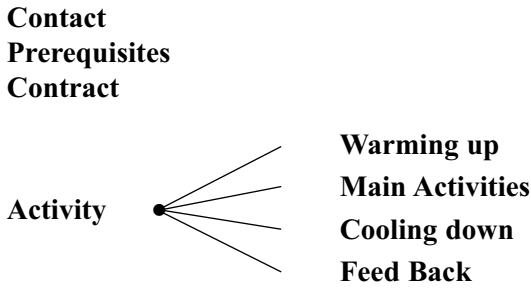 Contact
Prerequisites
Contract
Activity
Warming up
Main Activities
Cooling down
Feed Back